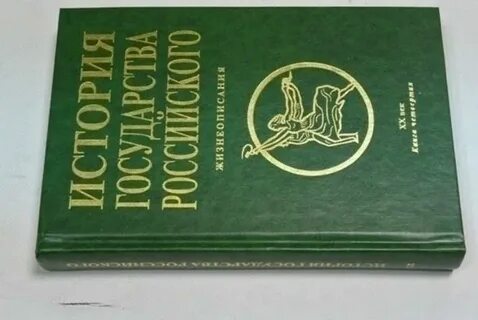 ИСТОРИЯ
ГОСУДАРСТВА
РОССИЙСКОГО
ЖИЗНЕОПИСАНИЯ
XX век
Книга четвертая
ИСТОРИЯ ГОСУДАРСТВА РОССИЙСКОГО